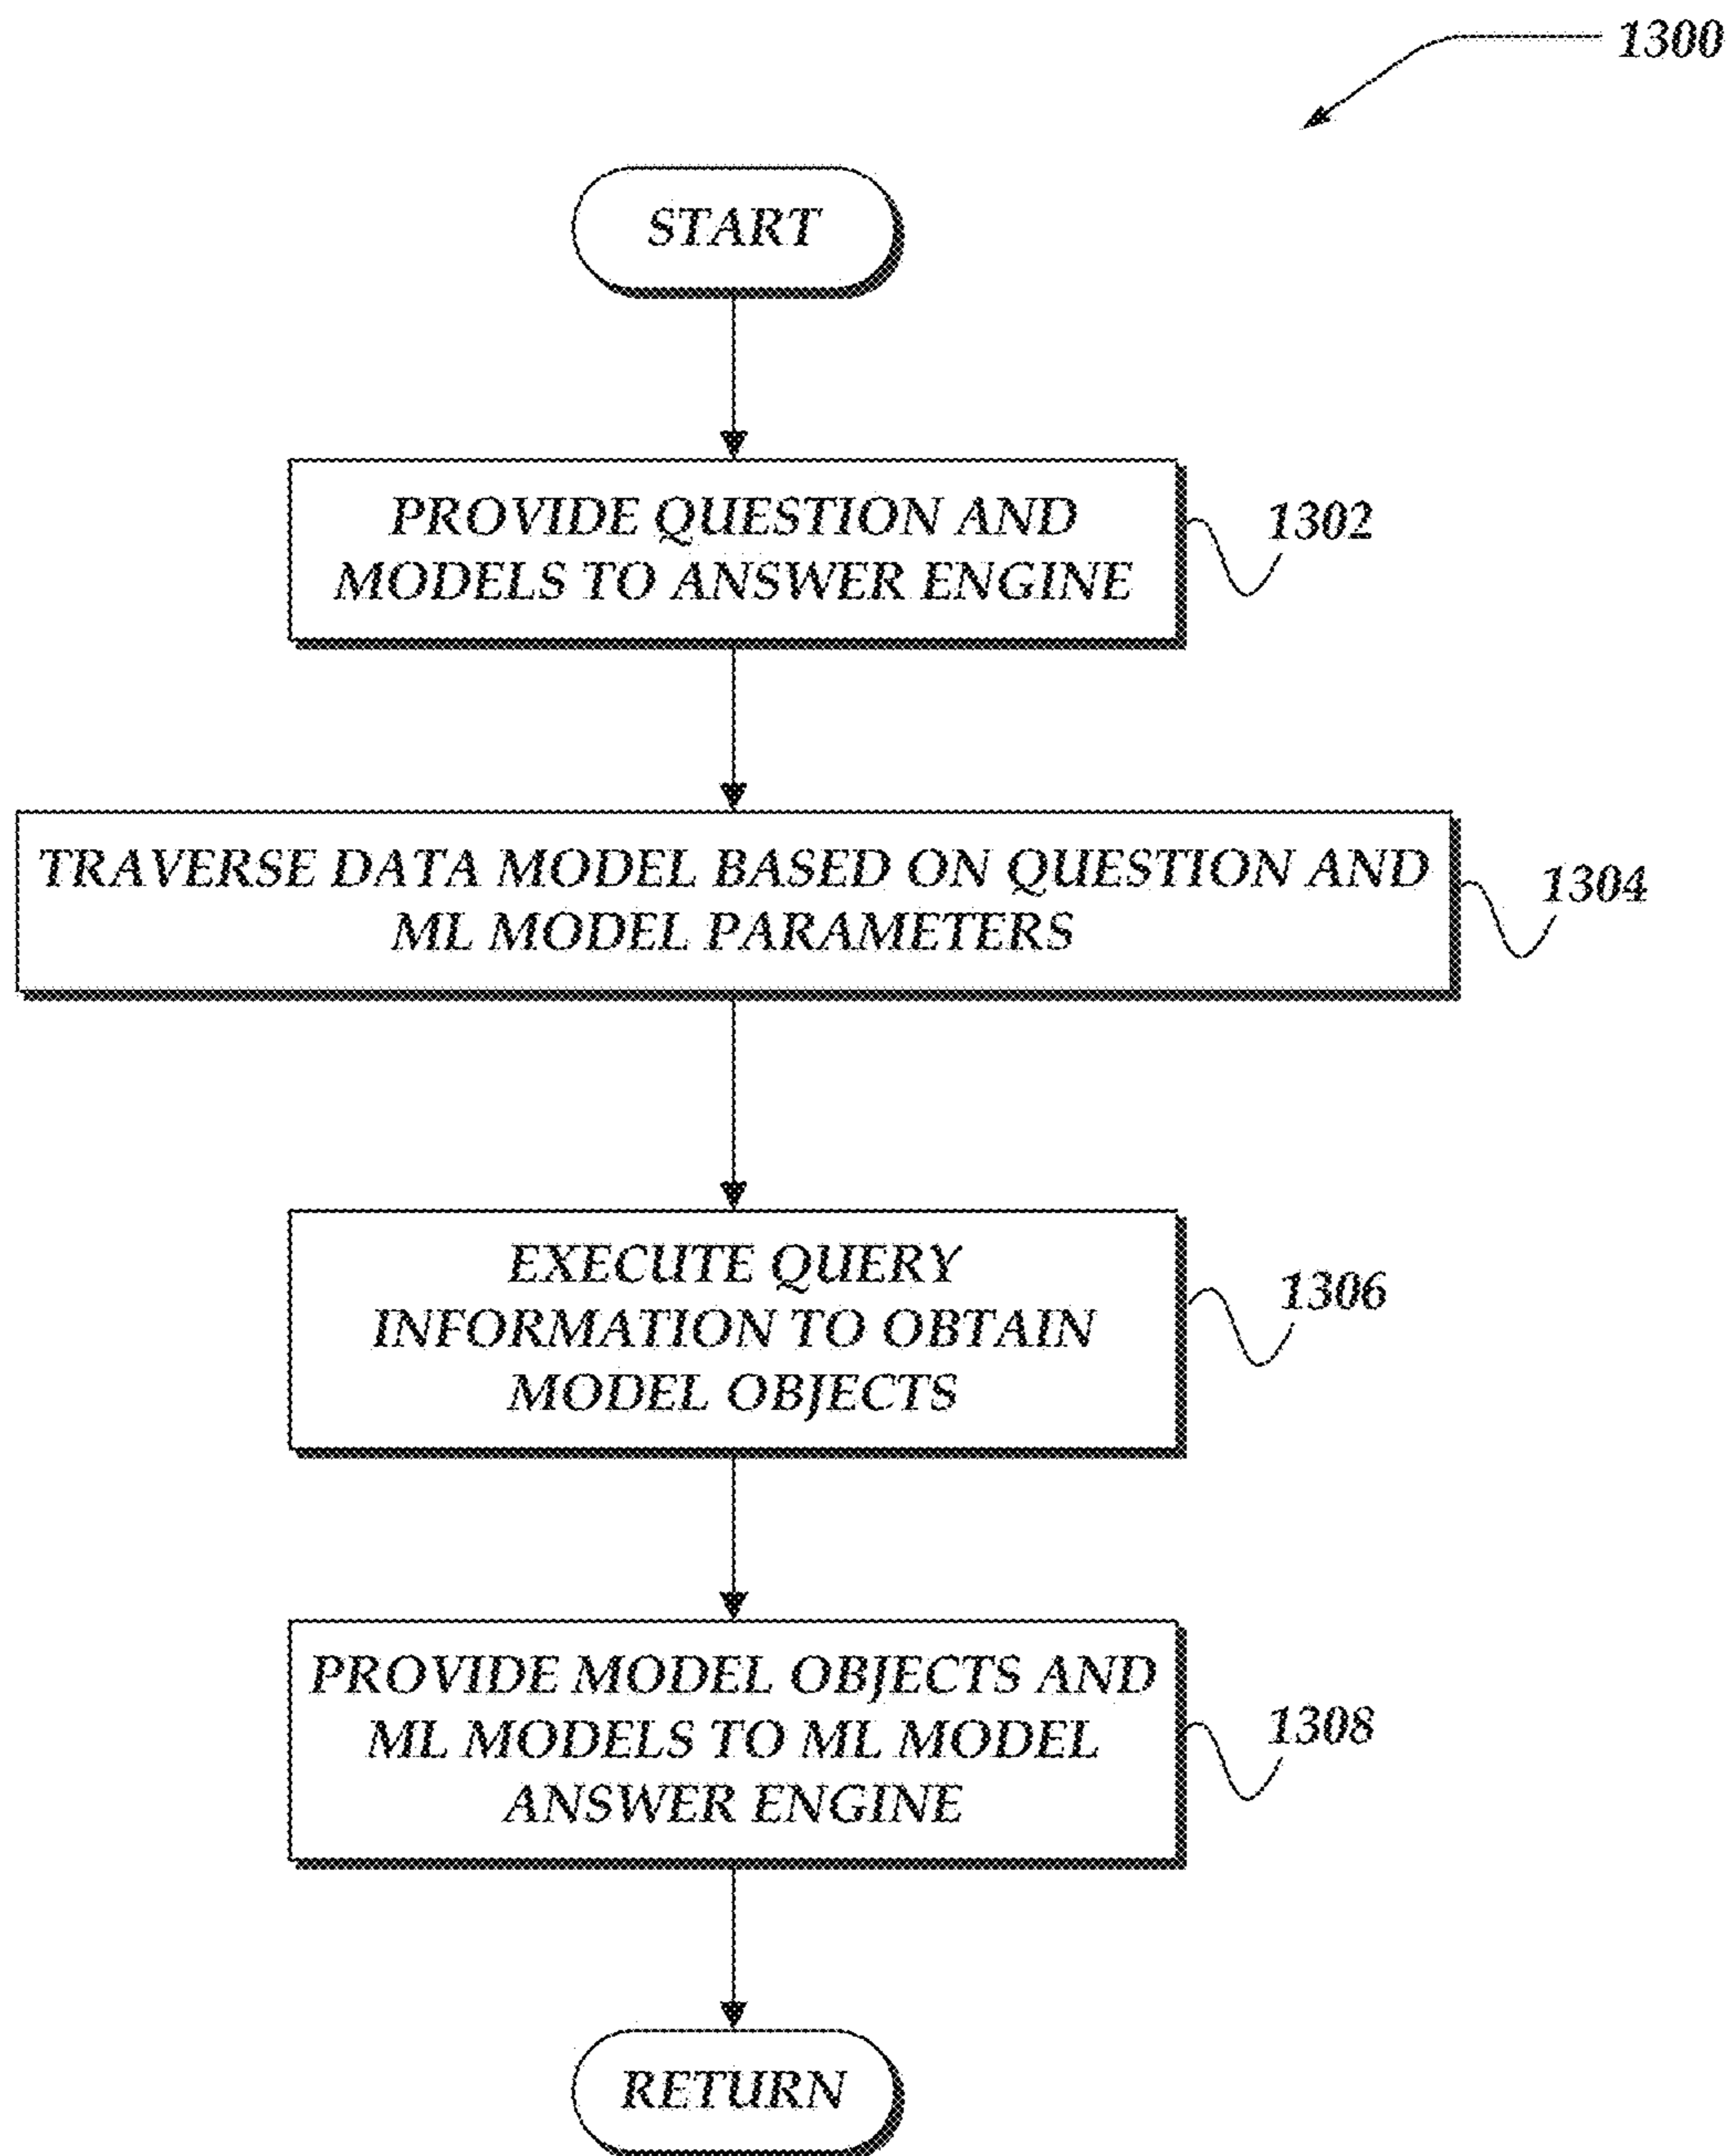 1300
START
PROVIDE QUESTION AND
MODELS TO ANSWER ENGINE
1302
TRAVERSE DATA MODEL BASED ON QUESTION AND
ML MODEL PARAMETERS
1304
EXECUTE QUERY
INFORMATION TO OBTAIN
MODEL OBJECTS
1306
PROVIDE MODEL OBJECTS AND
ML MODELS TO ML MODEL
ANSWER ENGINE
1308
RETURN